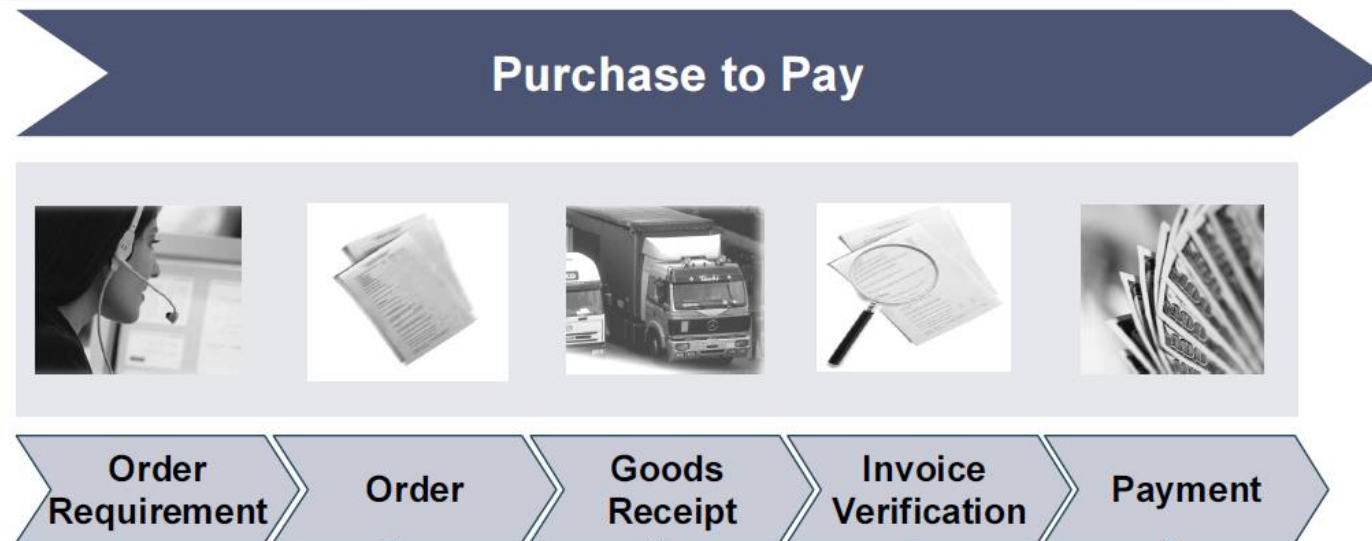 Purchase to Pay
Order
Requirement
Order
Goods
Receipt
Invoice
Verification
Payment